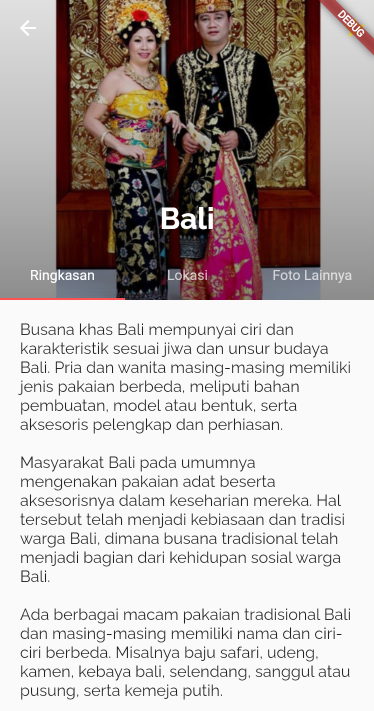 DEBUG
Bali
Ringkasan Lokasi Foto Lainnya
Busana khas Bali mempunyai ciri dan
karakteristik sesuai jiwa dan unsur budaya
Bali. Pria dan wanita masing-masing memiliki
jenis pakaian berbeda, meliputi bahan
pembuatan, model atau bentuk, serta
aksesoris pelengkap dan perhiasan.
Masyarakat Bali pada umumnya
mengenakan pakaian adat beserta
aksesorisnya dalam keseharian mereka. Hal
tersebut telah menjadi kebiasaan dan tradisi
warga Bali, dimana busana tradisional telah
menjadi bagian dari kehidupan sosial warga
Bali.
Ada berbagai macam pakaian tradisional Bali
dan masing-masing memiliki nama dan ciri-
ciri berbeda. Misalnya baju safari, udeng,
kamen, kebaya bali, selendang, sanggul atau
pusung, serta kemeja putih.